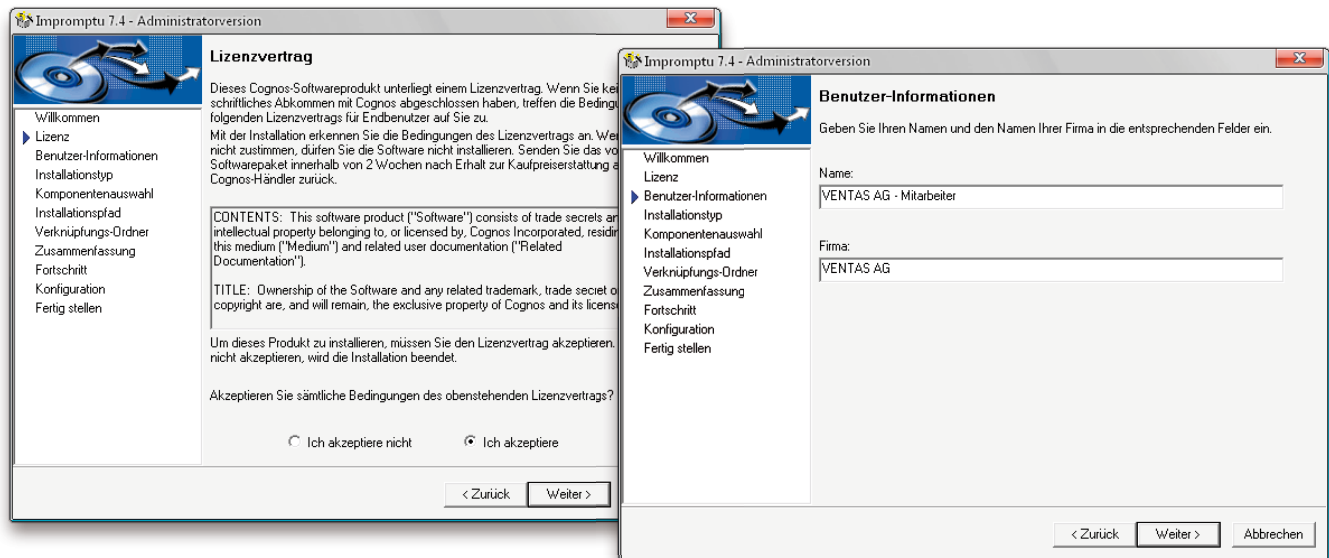 Impromptu 7.4 - Administratorversion
Lizenzvertrag
Dieses Cognos-Softwareprodukt unterliegt einem Lizenzvertrag. Wenn Sie
schriftliches Abkommen mit Cognos abgeschlossen haben, treffen die
folgenden Lizenzvertrags für Endbenutzer auf Sie zu.
Mit der Installation erkennen Sie die Bedingungen des Lizenzvertrags an.
nicht zustimmen, dürfen Sie die Software nicht installieren. Senden Sie das
Softwarepaket innerhalb von 2 Wochen nach Erhalt zur Kaufpreiserstattung
Cognos-Händler zurück.
Willkommen
Lizenz
Benutzer-Informationen
Installationstyp
Komponentenauswahl
Installationspfad
Verknüpfungs-Ordner
Zusammenfassung
Fortschritt
Konfiguration
Fertig stellen
CONTENTS: This software product ("Software") consists of trade secrets
intellectual property belonging to, or licensed by, Cognos Incorporated,
this medium ("Medium") and related user documentation ("Related
Documentation").
TITLE: Ownership of the Software and any related trademark, trade secret
copyright are, and will remain, the exclusive property of Cognos and its
Um dieses Produkt zu installieren, müssen Sie den Lizenzvertrag akzeptieren.
nicht akzeptieren, wird die Installation beendet.
Akzeptieren Sie sämtliche Bedingungen des obenstehenden Lizenzvertrags?
Ich akzeptiere nicht
Ich akzeptiere
< Zurück
Weiter >
Impromptu 7.4 - Administratorversion
Benutzer-Informationen
Geben Sie Ihren Namen und den Namen Ihrer Firma in die entsprechenden Felder ein.
Willkommen
Lizenz
Benutzer-Informationen
Installationstyp
Komponentenauswahl
Installationspfad
Verknüpfungs-Ordner
Zusammenfassung
Fortschritt
Konfiguration
Fertig stellen
Name:
VENTAS AG - Mitarbeiter
Firma:
VENTAS AG
< Zurück
Weiter >
Abbrechen